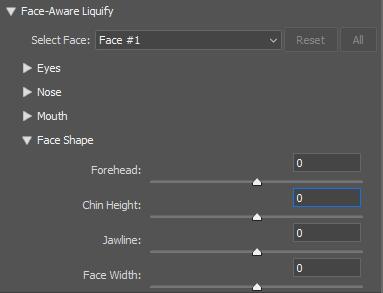 Face-Aware Liquify
Select Face: Face #1 Reset All
Eyes
Nose
Mouth
Face Shape
Forehead: 0
Chin Height: 0
Jawline: 0
Face Width: 0